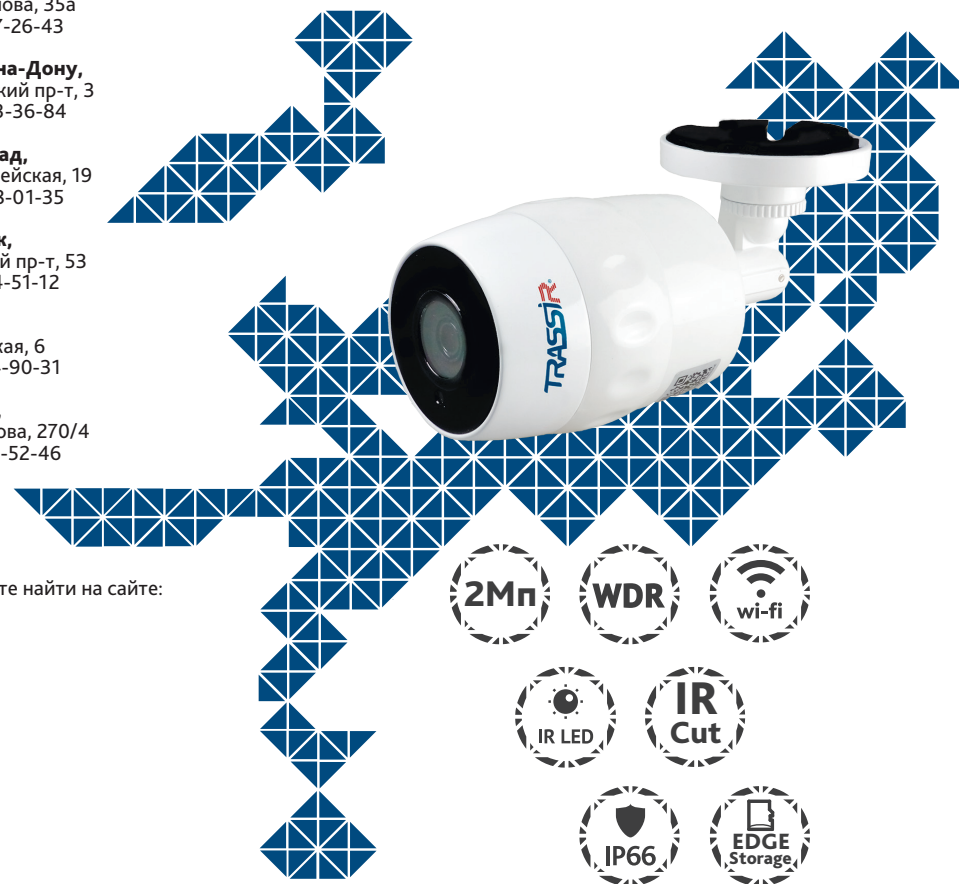 нова, 35а
7-26-43
на-Дону,
кий пр-т, 3
3-36-84
ад,
ейская, 19
3-01-35
к,
й пр-т, 53
4-51-12
кая, 6
-90-31
ова, 270/4
-52-46
те найти на сайте:
TRASSIR
2Мп
WDR
wi-fi
IR LED
IR
Cut
IP66
EDGE
Storage